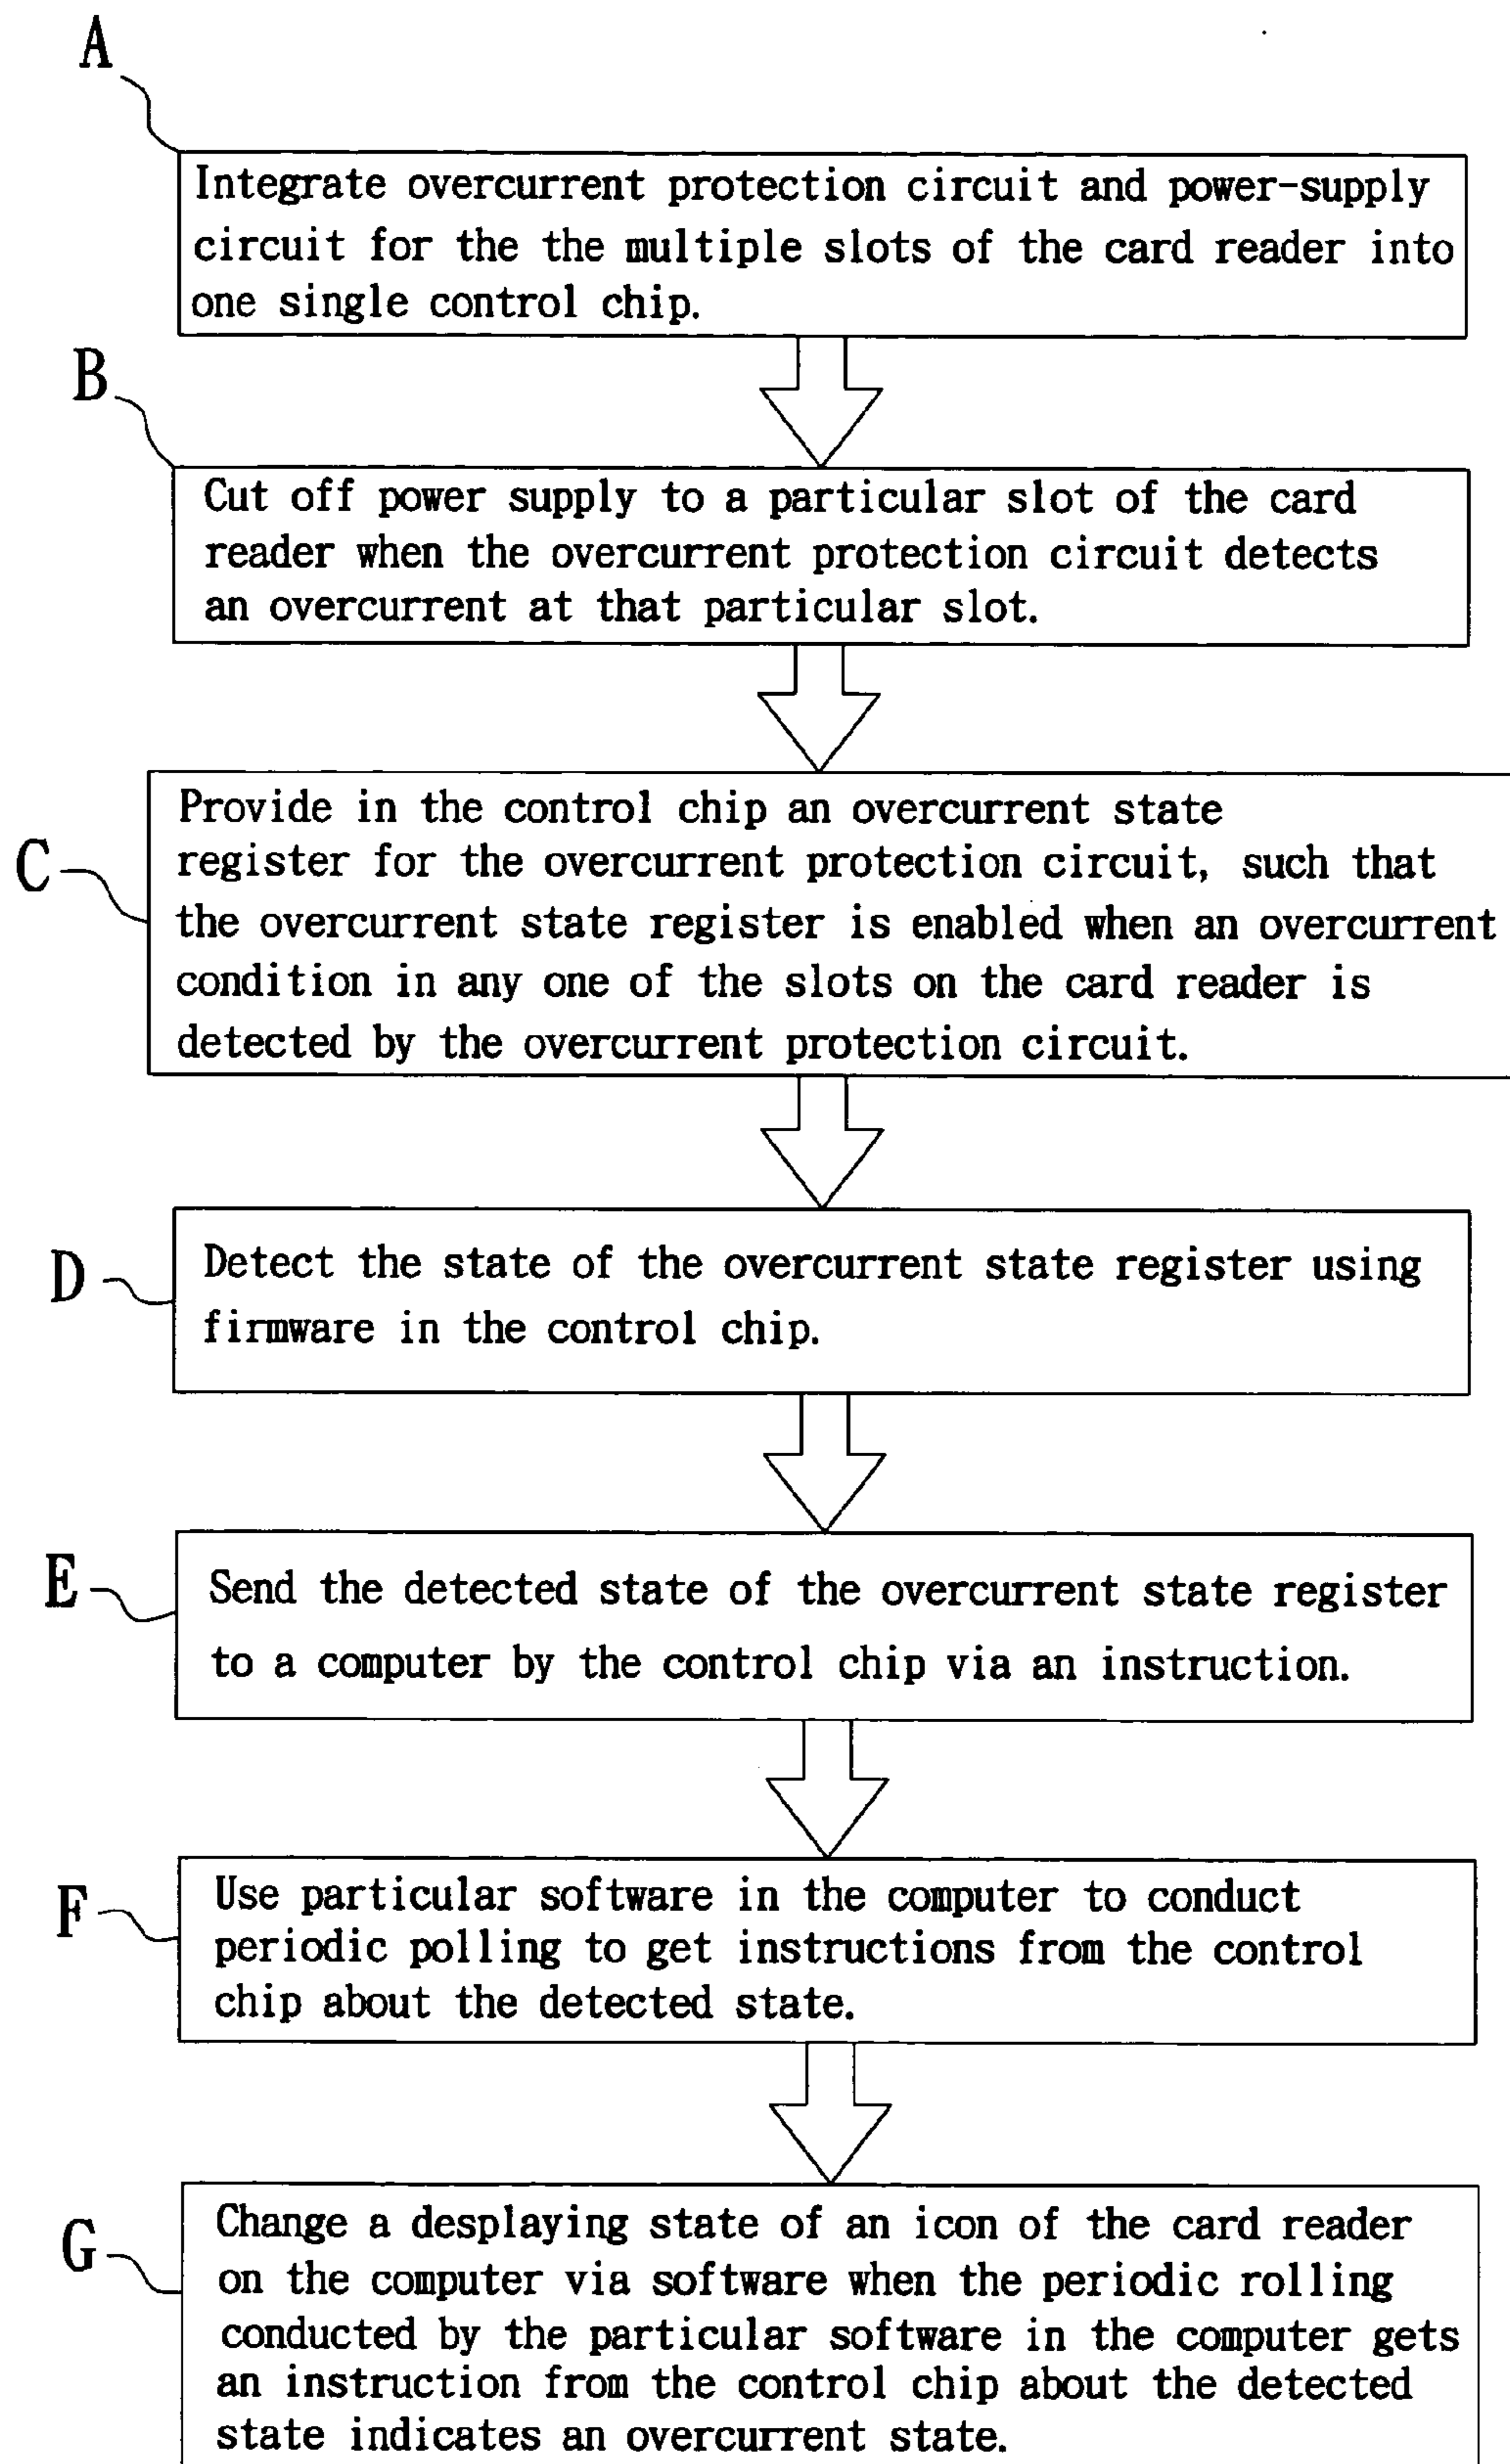 A
Integrate overcurrent protection circuit and power-supply
circuit for the the multiple slots of the card reader into
one single control chip.
B
Cut off power supply to a particular slot of the card
reader when the overcurrent protection circuit detects
an overcurrent at that particular slot.
C
Provide in the control chip an overcurrent state
register for the overcurrent protection circuit, such that
the overcurrent state register is enabled when an overcurrent
condition in any one of the slots on the card reader is
detected by the overcurrent protection circuit.
D
Detect the state of the overcurrent state register using
firmware in the control chip.
E
Send the detected state of the overcurrent state register
to a computer by the control chip via an instruction.
F
Use particular software in the computer to conduct
periodic polling to get instructions from the control
chip about the detected state.
G
Change a desplaying state of an icon of the card reader
on the computer via software when the periodic rolling
conducted by the particular software in the computer gets
an instruction from the control chip about the detected
state indicates an overcurrent state.